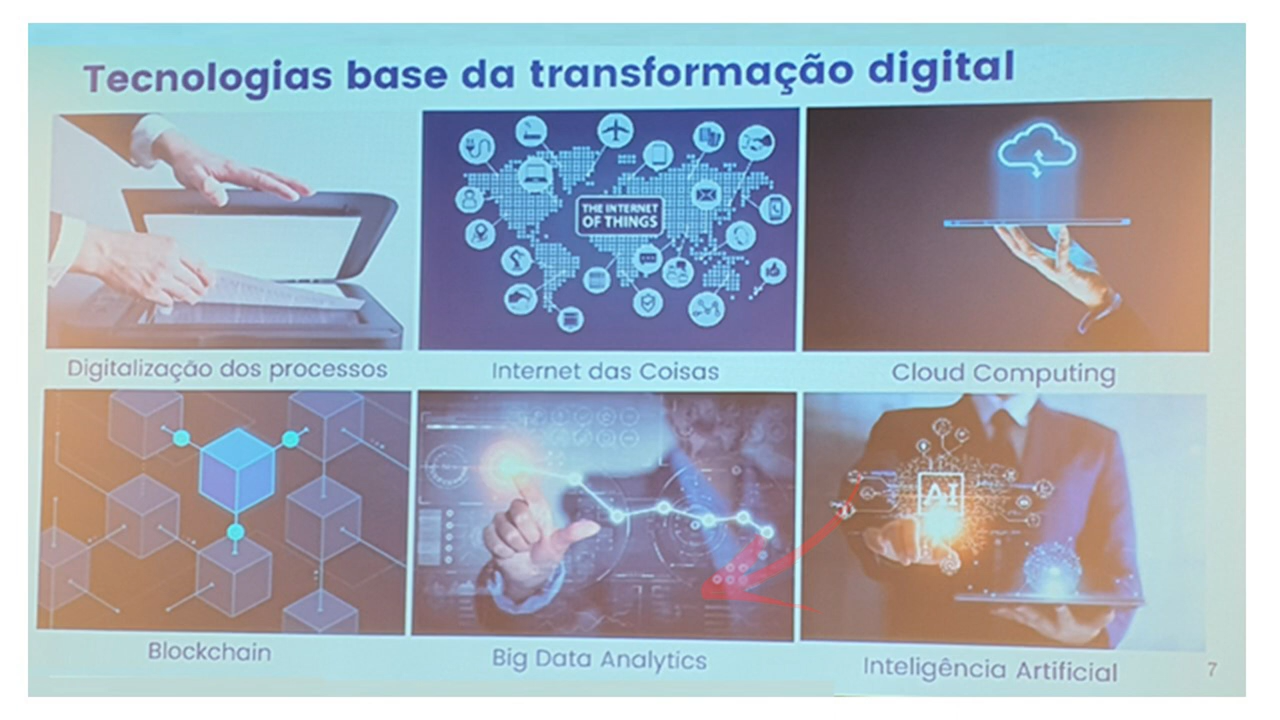 Tecnologias base da transformação digital
THE INTERNET
OF THINGS
Digitalização dos processos
Internet das Coisas
Cloud Computing
AI
Blockchain
Big Data Analytics
Inteligência Artificial
7